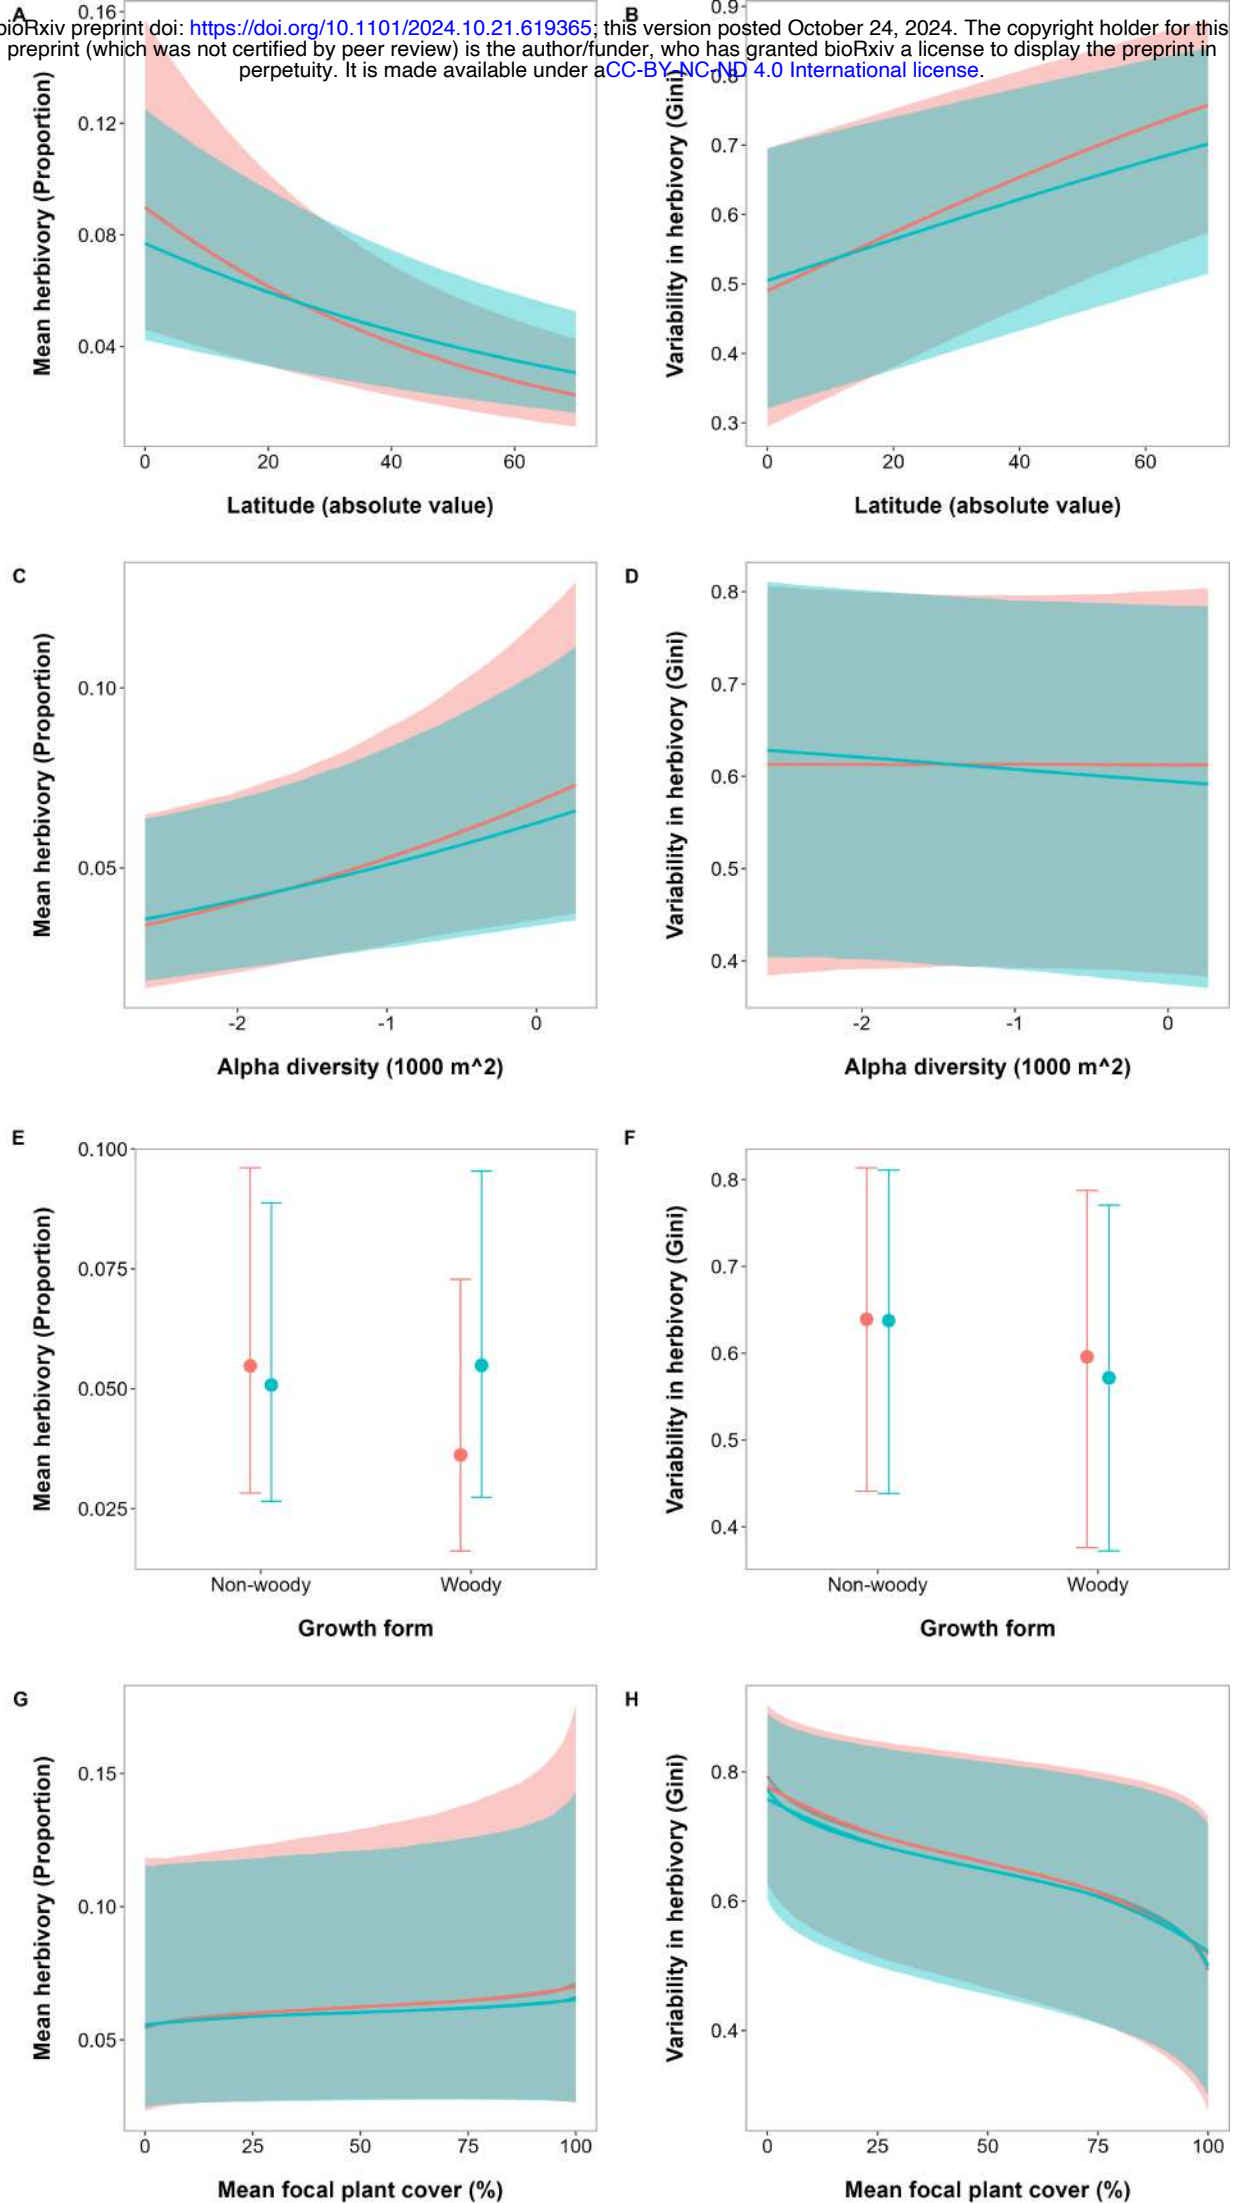 bioRxiv preprint doi: https://doi.org/10.1101/2024.10.21.619365; this version posted October 24, 2024. The copyright holder for this
preprint (which was not certified by peer review) is the author/funder, who has granted bioRxiv a license to display the preprint in
perpetuity. It is made available under aCC-BY-NC-ND 4.0 International license.
A
0.16
0.12
0.08
0.04
Mean herbivory (Proportion)
0 20 40 60
Latitude (absolute value)
B
0.9
0.8
0.7
0.6
0.5
0.4
0.3
Variability in herbivory (Gini)
0 20 40 60
Latitude (absolute value)
C
0.10
0.05
Mean herbivory (Proportion)
-2 -1 0
Alpha diversity (1000 m^2)
D
0.8
0.7
0.6
0.5
0.4
Variability in herbivory (Gini)
-2 -1 0
Alpha diversity (1000 m^2)
E
0.100
0.075
0.050
0.025
Mean herbivory (Proportion)
Non-woody Woody
Growth form
F
0.8
0.7
0.6
0.5
0.4
Variability in herbivory (Gini)
Non-woody Woody
Growth form
G
0.15
0.10
0.05
Mean herbivory (Proportion)
0 25 50 75 100
Mean focal plant cover (%)
H
0.8
0.6
0.4
Variability in herbivory (Gini)
0 25 50 75 100
Mean focal plant cover (%)